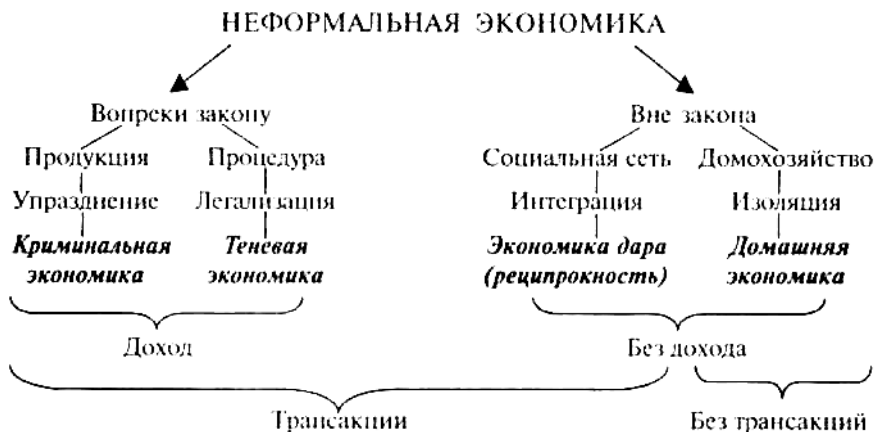 НЕФОРМАЛЬНАЯ ЭКОНОМИКА
Вопреки закону Вне закона
Продукция Процедура Социальная сеть Домохозяйство
Упразднение Легализация Интеграция Изоляция
Криминальная Теневая Экономика дара Домашняя
экономика экономика (реципрокность) экономика
Доход Без дохода
Трансакции Без трансакций